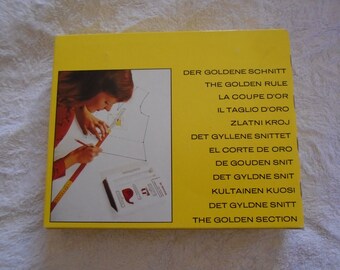 DER GOLDENE SCHNITT
THE GOLDEN RULE
LA COUPE D'OR
IL TAGLIO D'ORO
ZLATNI KROJ
DET GYLLENE SNITTET
EL CORTE DE ORO
DE GOUDEN SNIT
DET GYLDNE SNIT
KULTAINEN KUOSI
DET GYLDNE SNITT
THE GOLDEN SECTION